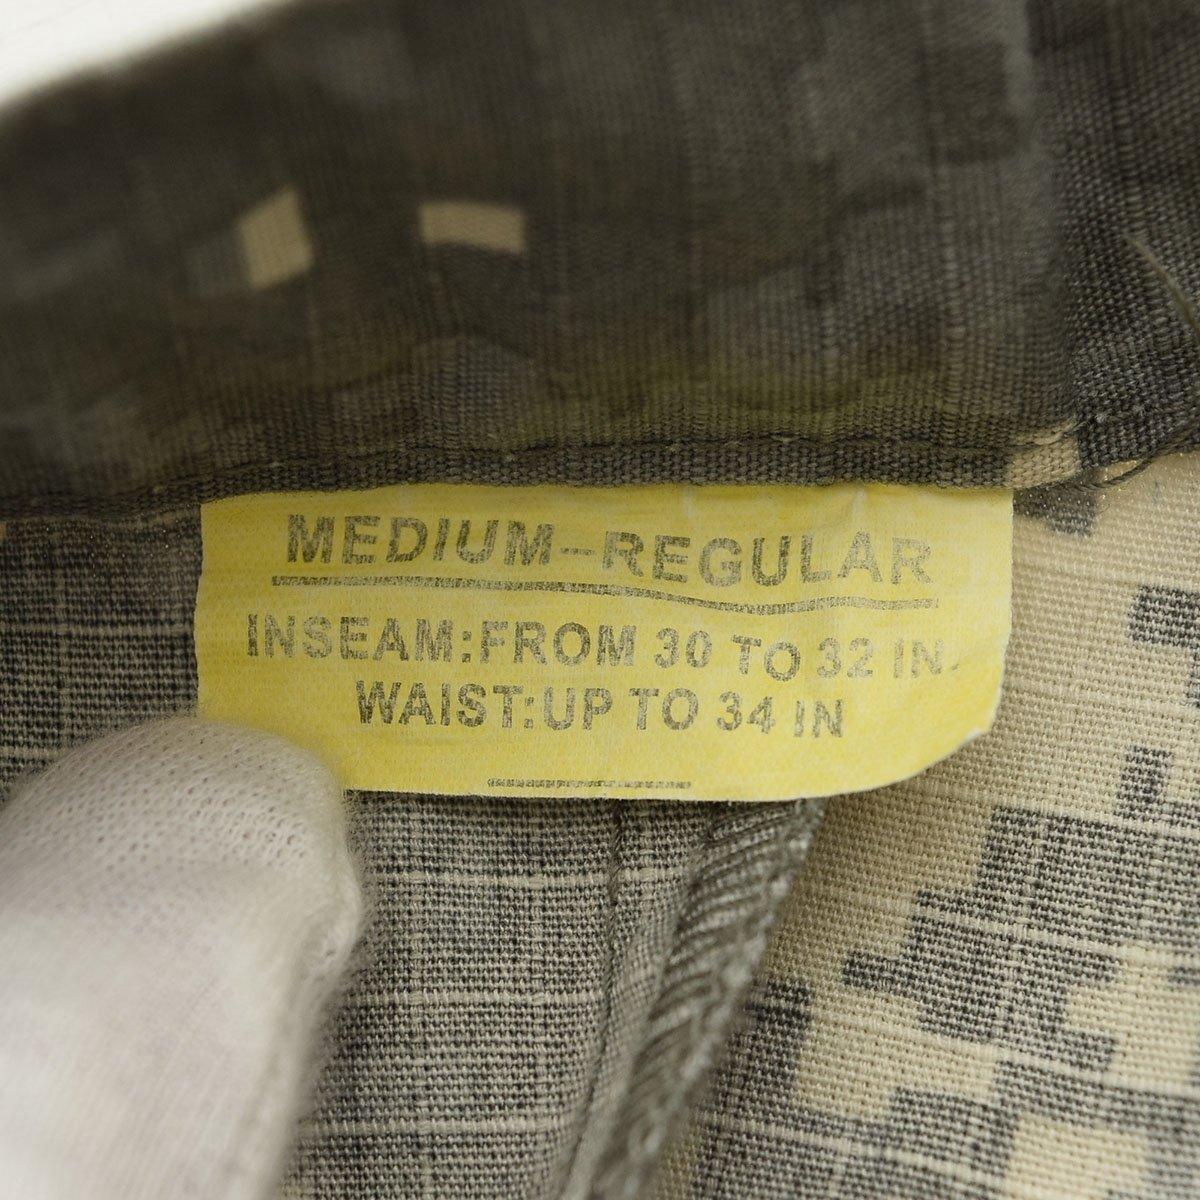 MEDIUM-REGULAR
INSEAM:FROM 30 TO 32 IN.
WAIST:UP TO 34 IN